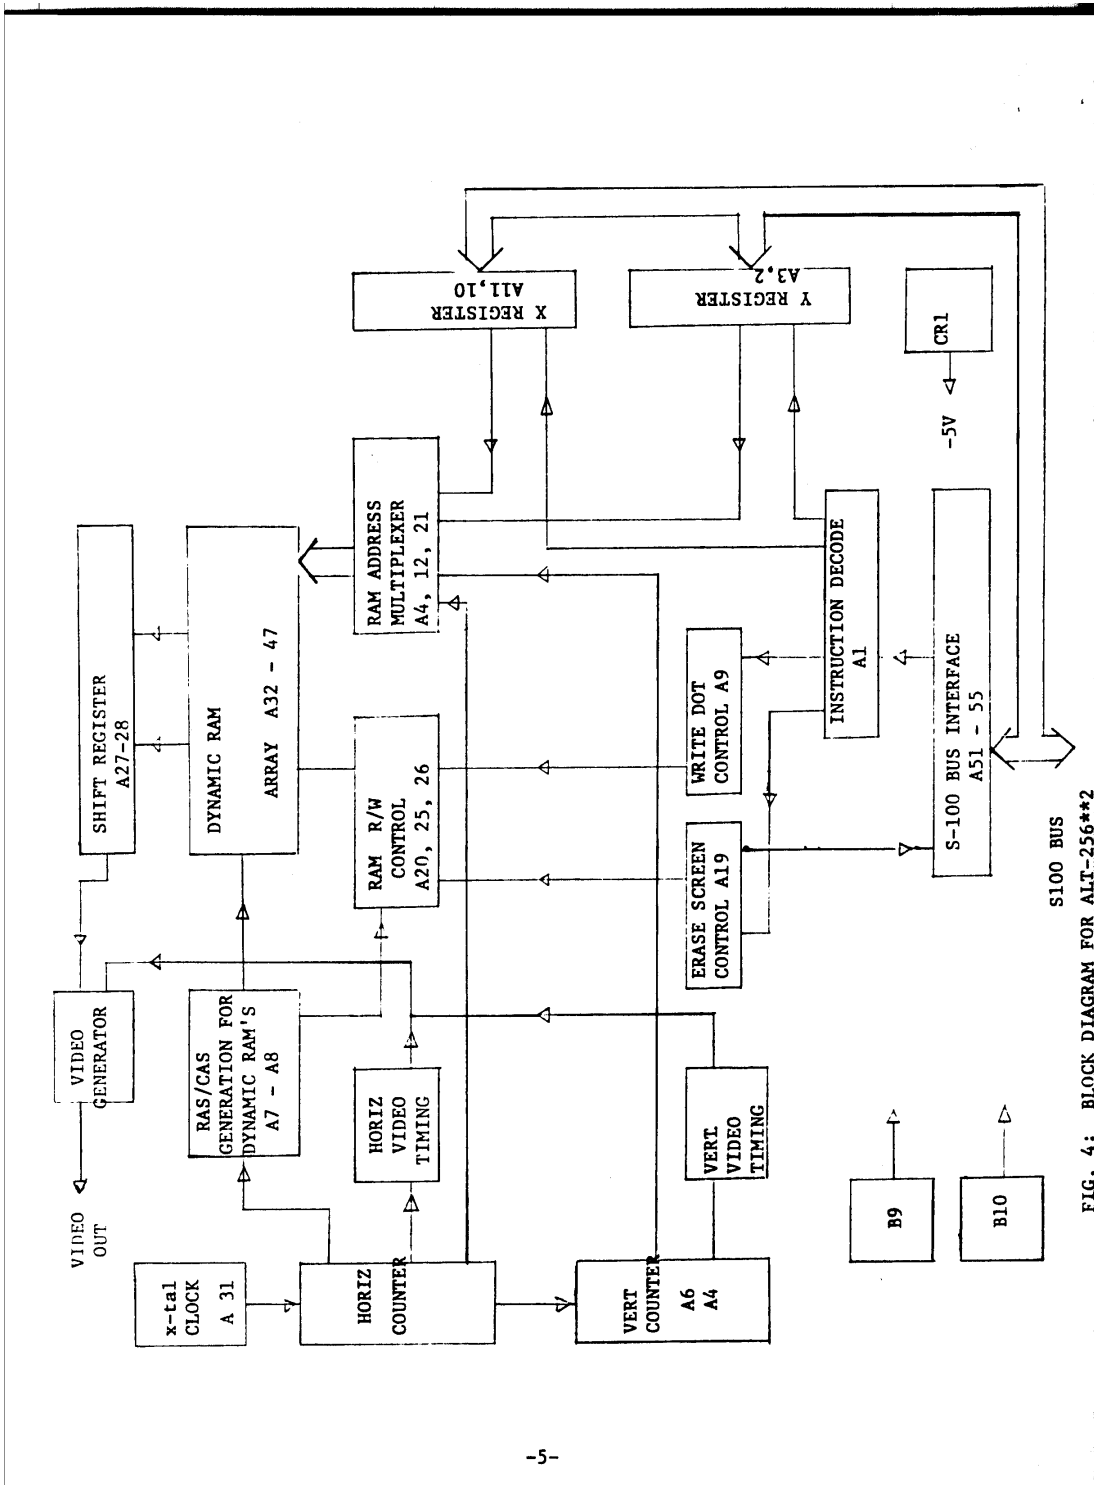 VIDEO
OUT
VIDEO
GENERATOR
SHIFT REGISTER
A27-28
x-tal
CLOCK
A 31
RAS/CAS
GENERATION FOR
DYNAMIC RAM'S
A7 - A8
DYNAMIC RAM
ARRAY A32 - 47
HORIZ
COUNTER
HORIZ
VIDEO
TIMING
RAM R/W
CONTROL
A20, 25, 26
RAM ADDRESS
MULTIPLEXER
A4, 12, 21
X REGISTER
A11,10
VERT
COUNTER
A6
A4
VERT.
VIDEO
TIMING
ERASE SCREEN
CONTROL A19
WRITE DOT
CONTROL A9
Y REGISTER
A3,2
INSTRUCTION DECODE
A1
B9
B10
S-100 BUS INTERFACE
A51 - 55
-5V
CR1
S100 BUS
FIG. 4: BLOCK DIAGRAM FOR ALT-256**2
-5-